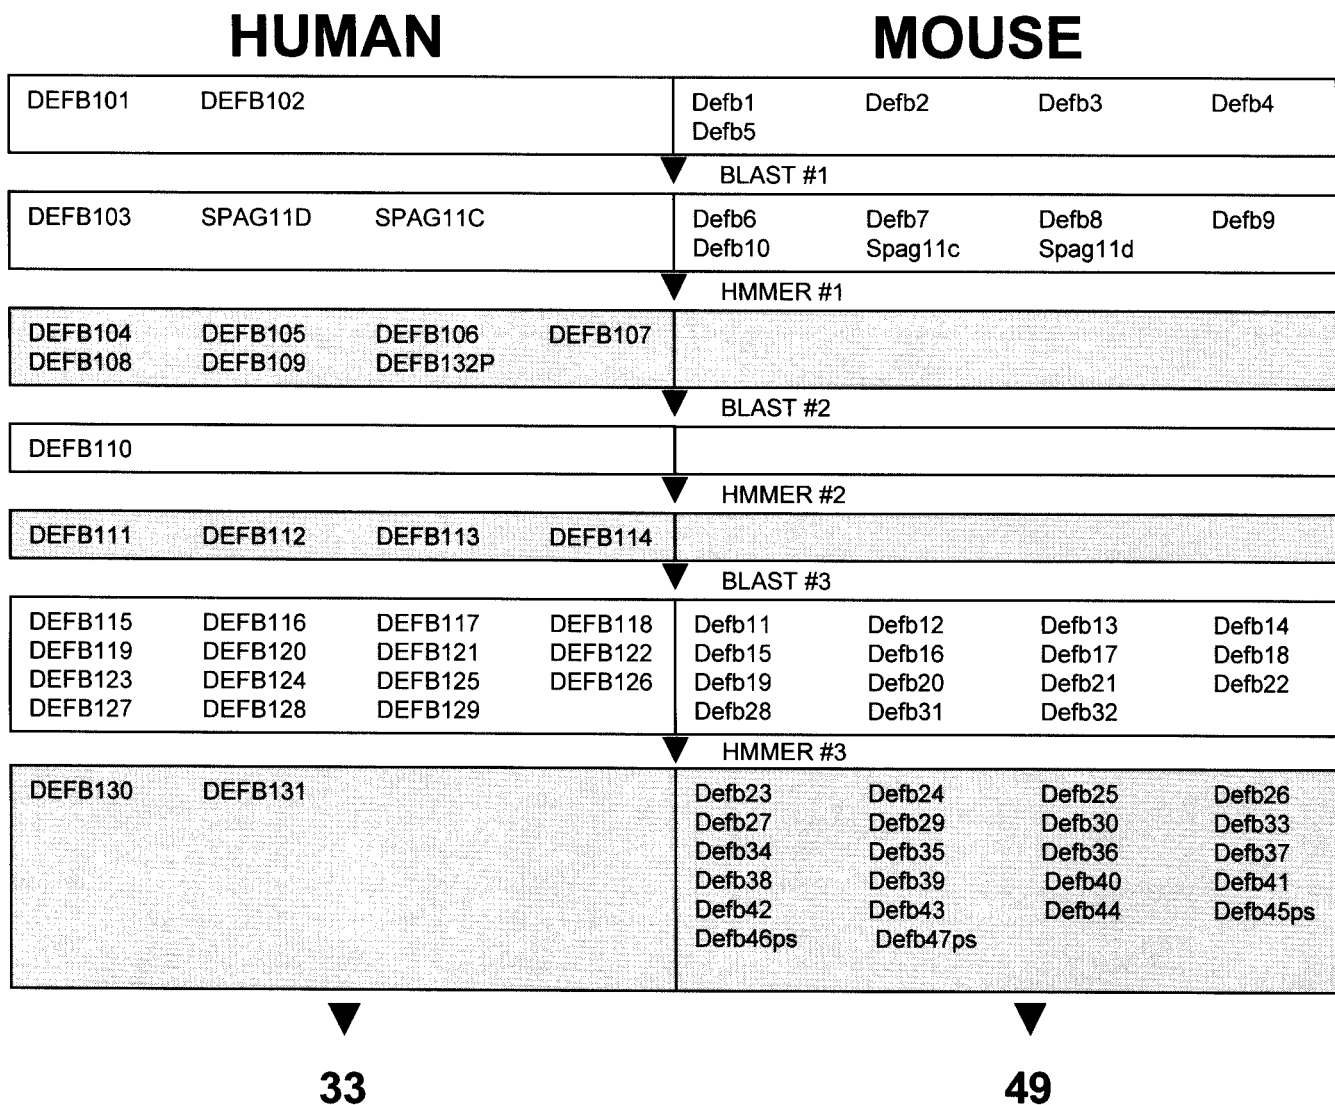 HUMAN MOUSE
DEFB101 DEFB102 Defb1 Defb2 Defb3 Defb4
Defb5
BLAST #1
DEFB103 SPAG11D SPAG11C Defb6 Defb7 Defb8 Defb9
Defb10 Spag11c Spag11d
HMMER #1
DEFB104 DEFB105 DEFB106 DEFB107
DEFB108 DEFB109 DEFB132P
BLAST #2
DEFB110
HMMER #2
DEFB111 DEFB112 DEFB113 DEFB114
BLAST #3
DEFB115 DEFB116 DEFB117 DEFB118 Defb11 Defb12 Defb13 Defb14
DEFB119 DEFB120 DEFB121 DEFB122 Defb15 Defb16 Defb17 Defb18
DEFB123 DEFB124 DEFB125 DEFB126 Defb19 Defb20 Defb21 Defb22
DEFB127 DEFB128 DEFB129 Defb28 Defb31 Defb32
HMMER #3
DEFB130 DEFB131 Defb23 Defb24 Defb25 Defb26
Defb27 Defb29 Defb30 Defb33
Defb34 Defb35 Defb36 Defb37
Defb38 Defb39 Defb40 Defb41
Defb42 Defb43 Defb44 Defb45ps
Defb46ps Defb47ps
33 49